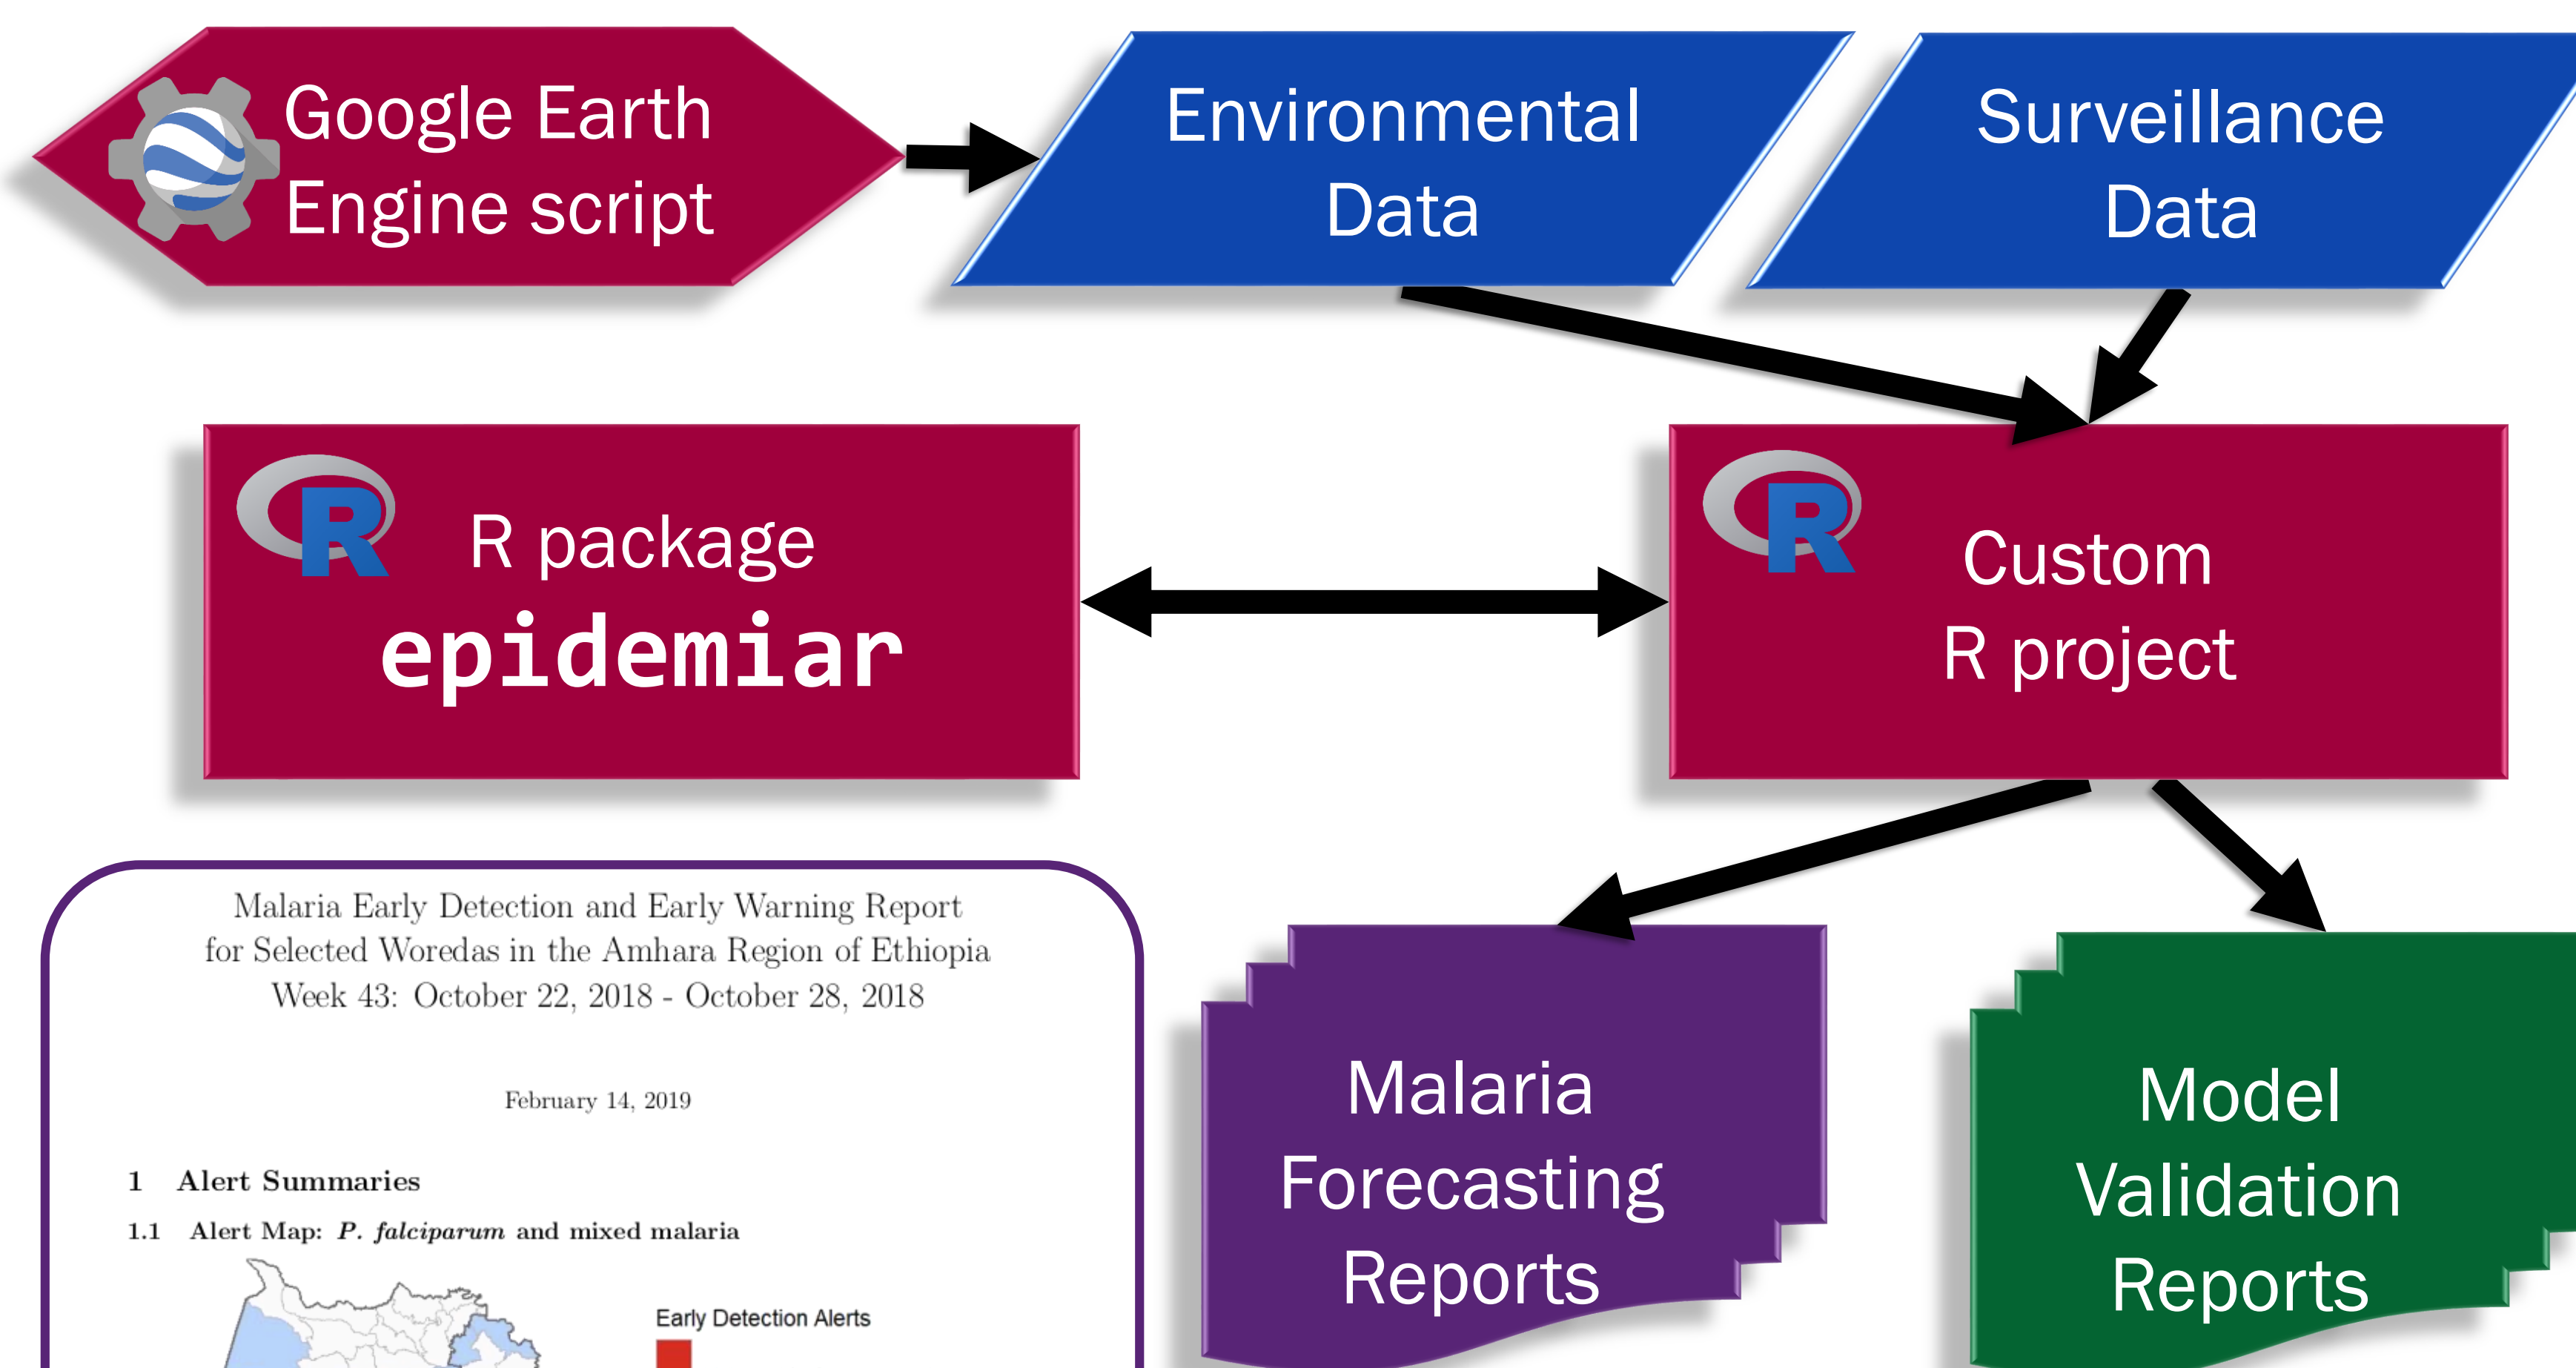 Google Earth
Engine script
Environmental
Data
Surveillance
Data
R
R package
epidemiar
R
Custom
R project
Malaria Early Detection and Early Warning Report
for Selected Woredas in the Amhara Region of Ethiopia
Week 43: October 22, 2018 - October 28, 2018
February 14, 2019
1 Alert Summaries
1.1 Alert Map: P. falciparum and mixed malaria
Early Detection Alerts
Malaria
Forecasting
Reports
Model
Validation
Reports